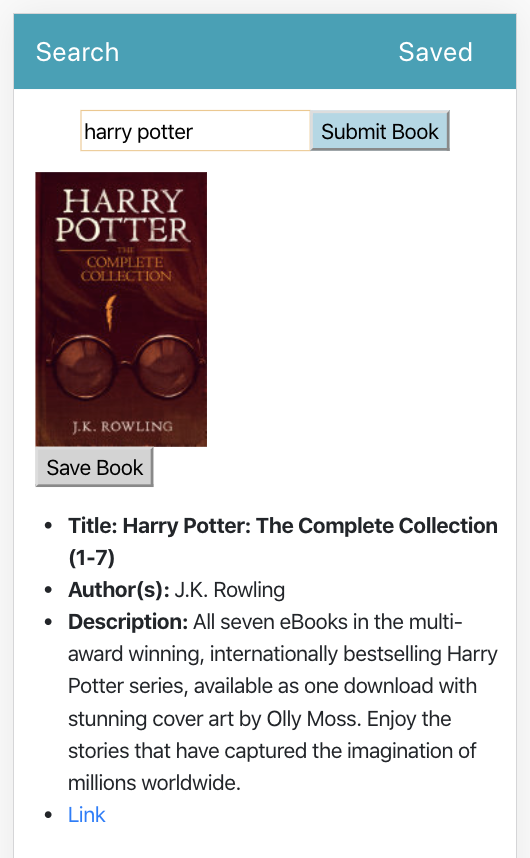 Search Saved
harry potter Submit Book
HARRY
POTTER
THE
COMPLETE
COLLECTION
J.K. ROWLING
Save Book
• Title: Harry Potter: The Complete Collection
(1-7)
• Author(s): J.K. Rowling
• Description: All seven eBooks in the multi-
award winning, internationally bestselling Harry
Potter series, available as one download with
stunning cover art by Olly Moss. Enjoy the
stories that have captured the imagination of
millions worldwide.
• Link